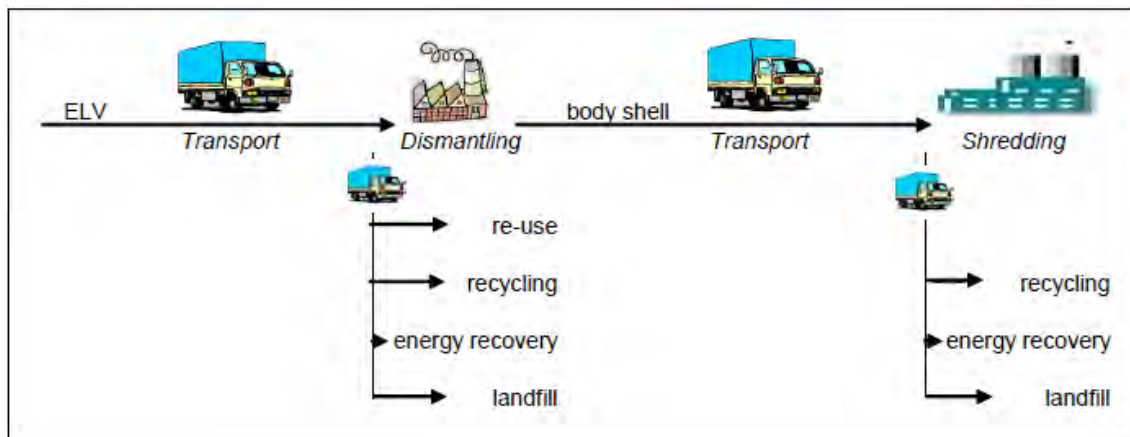 ELV
body shell
Transport
Dismantling
Transport
Shredding
re-use
recycling
recycling
energy recovery
energy recovery
landfill
landfill